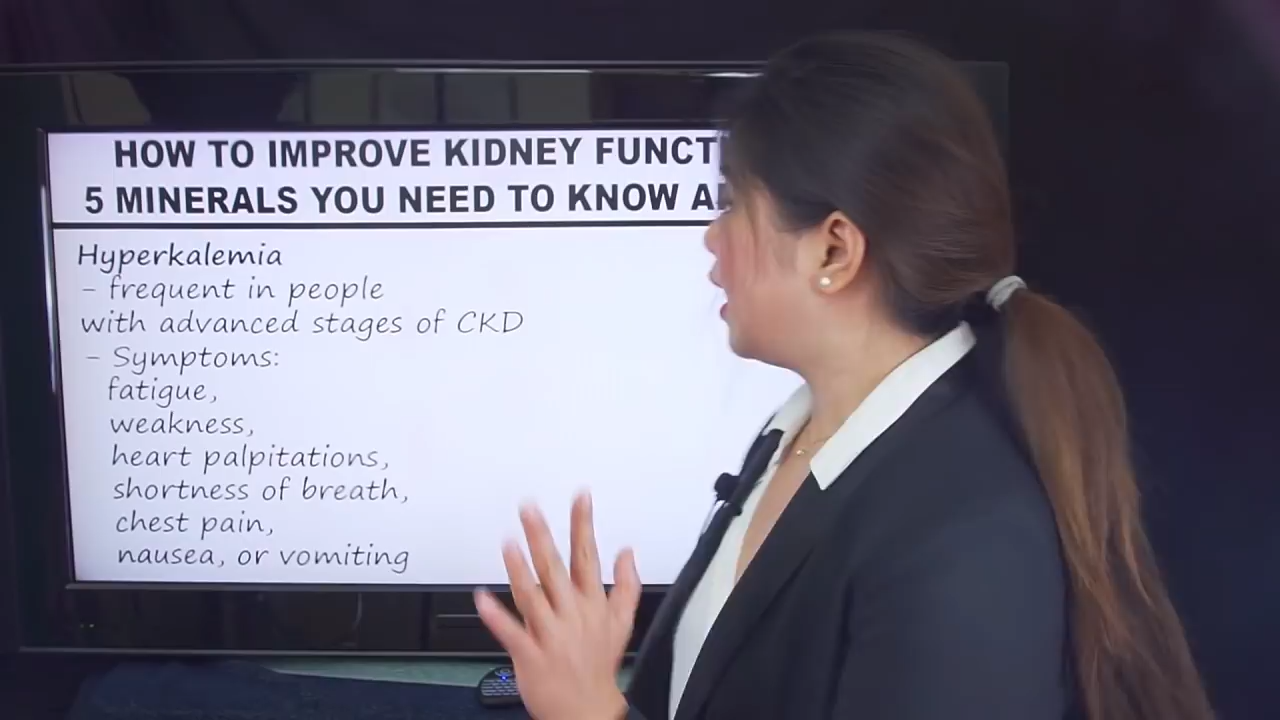 HOW TO IMPROVE KIDNEY FUNCT
5 MINERALS YOU NEED TO KNOW A
Hyperkalemia
- frequent in people
with advanced stages of CKD
- Symptoms:
fatigue,
weakness,
heart palpitations,
shortness of breath,
chest pain,
nausea, or vomiting